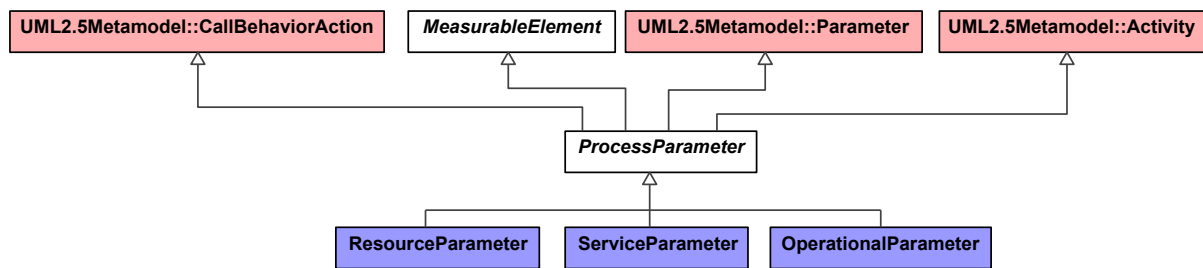 UML2.5Metamodel::CallBehaviorAction
MeasurableElement
UML2.5Metamodel::Parameter
UML2.5Metamodel::Activity
ProcessParameter
ResourceParameter
ServiceParameter
OperationalParameter